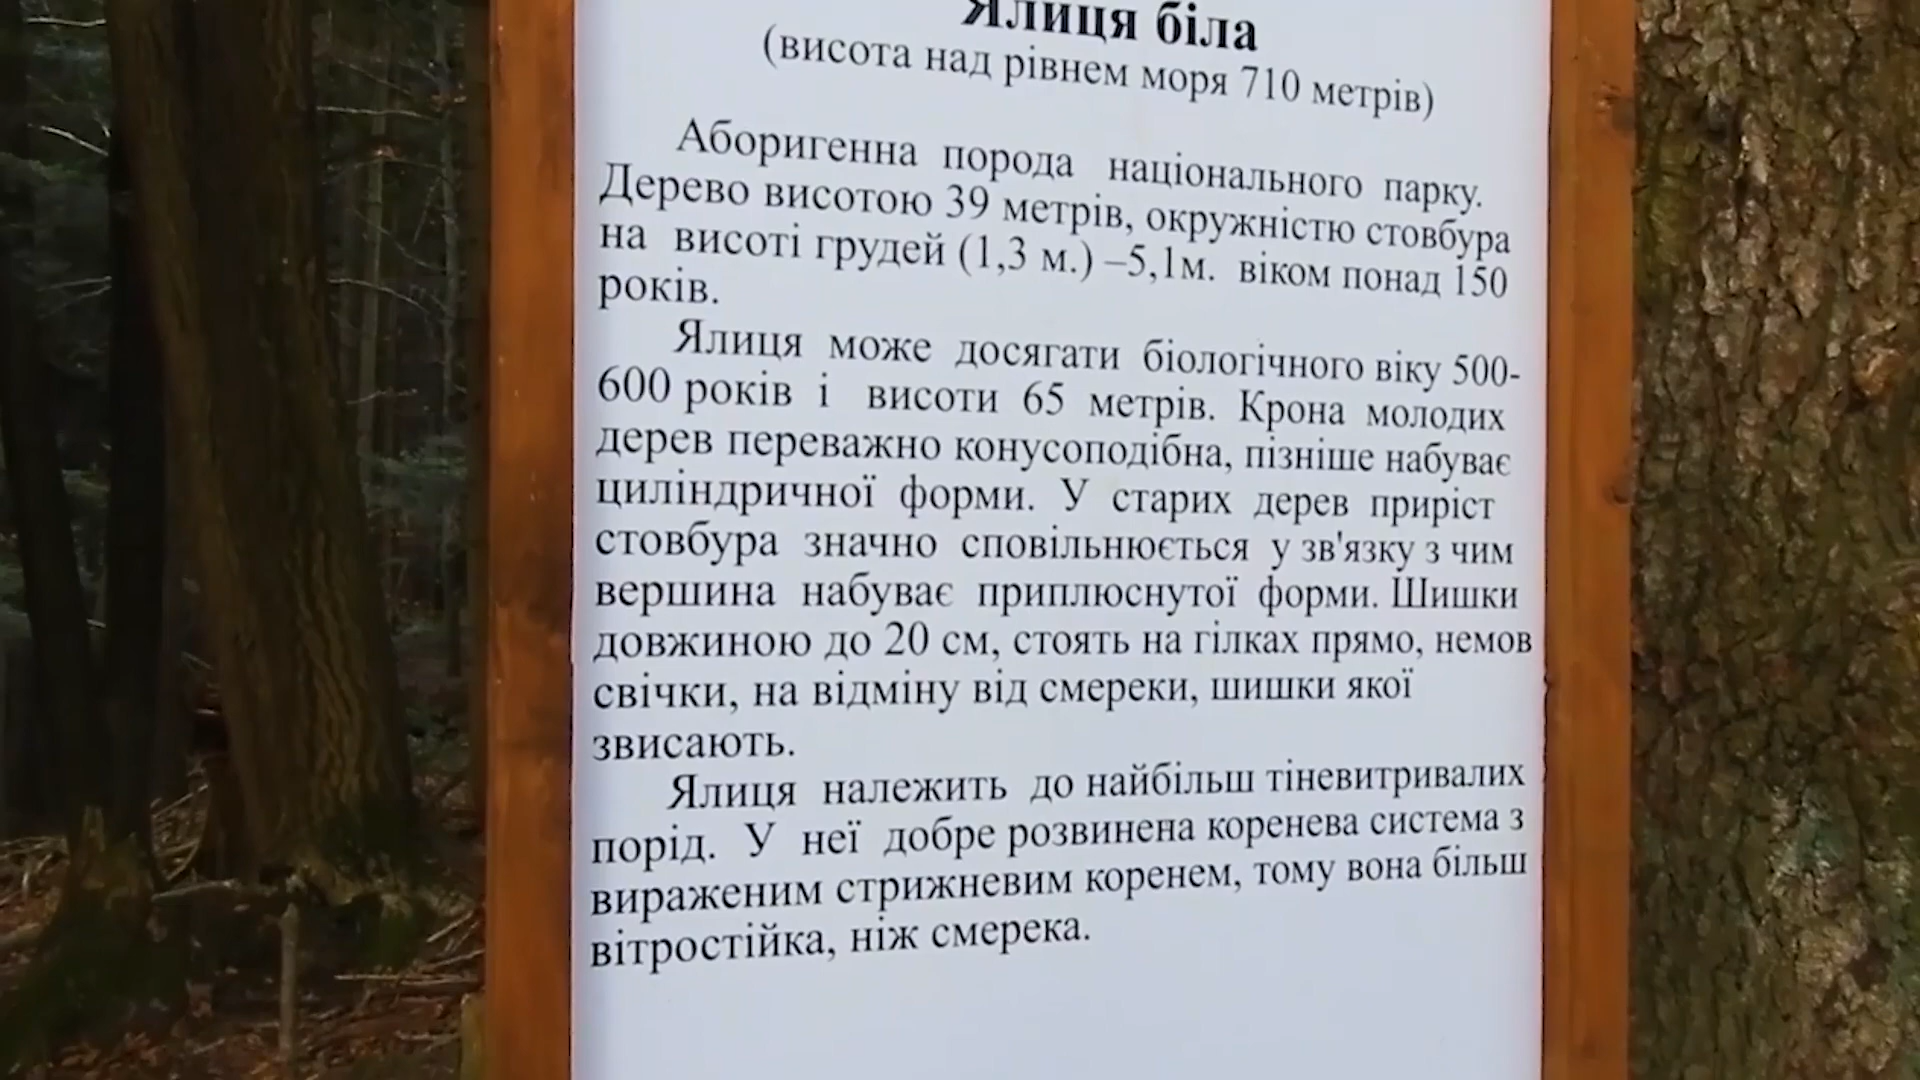 Ялиця біла
(висота над рівнем моря 710 метрів)
Аборигенна порода національного парку.
Дерево висотою 39 метрів, окружністю стовбура
на висоті грудей (1,3 м.) –5,1м. віком понад 150
років.
Ялиця може досягати біологічного віку 500-
600 років і висоти 65 метрів. Крона молодих
дерев переважно конусоподібна, пізніше набуває
циліндричної форми. У старих дерев приріст
стовбура значно сповільнюється у зв'язку з чим
вершина набуває приплюснутої форми. Шишки
довжиною до 20 см, стоять на гілках прямо, немов
свічки, на відміну від смереки, шишки якої
звисають.
Ялиця належить до найбільш тіневитривалих
порід. У неї добре розвинена коренева система з
вираженим стрижневим коренем, тому вона більш
вітростійка, ніж смерека.